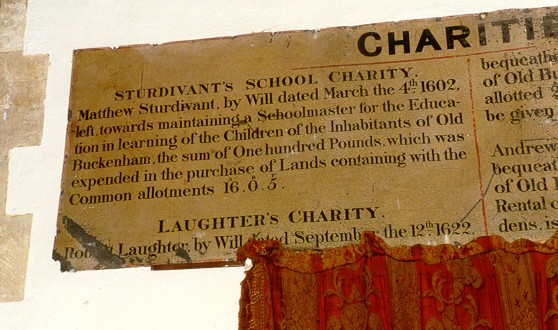 CHARITI
STURDIVANT'S SCHOOL CHARITY.
Matthew Sturdivant, by Will dated March the 4th 1602,
left, towards maintaining a Schoolmaster for the Educa-
tion in learning of the Children of the Inhabitants of Old
Buckenham, the sum of One hundred Pounds, which was
expended in the purchase of Lands containing with the
Common allotments 16. 0. 5.
LAUGHTER'S CHARITY.
Robert Laughter, by Will dated September the 12th 1622,
bequeath
of Old B
allotted
be given
Andrew
bequeat
of Old B
Rental o
dens, is